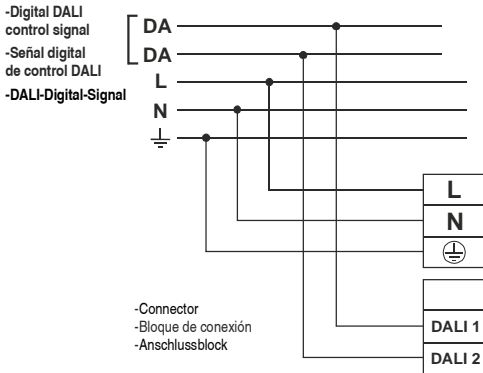 -Digital DALI
control signal
-Señal digital
de control DALI
-DALI-Digital-Signal
DA
DA
L
N
L
N
-Connector
-Bloque de conexión
-Anschlussblock
DALI 1
DALI 2